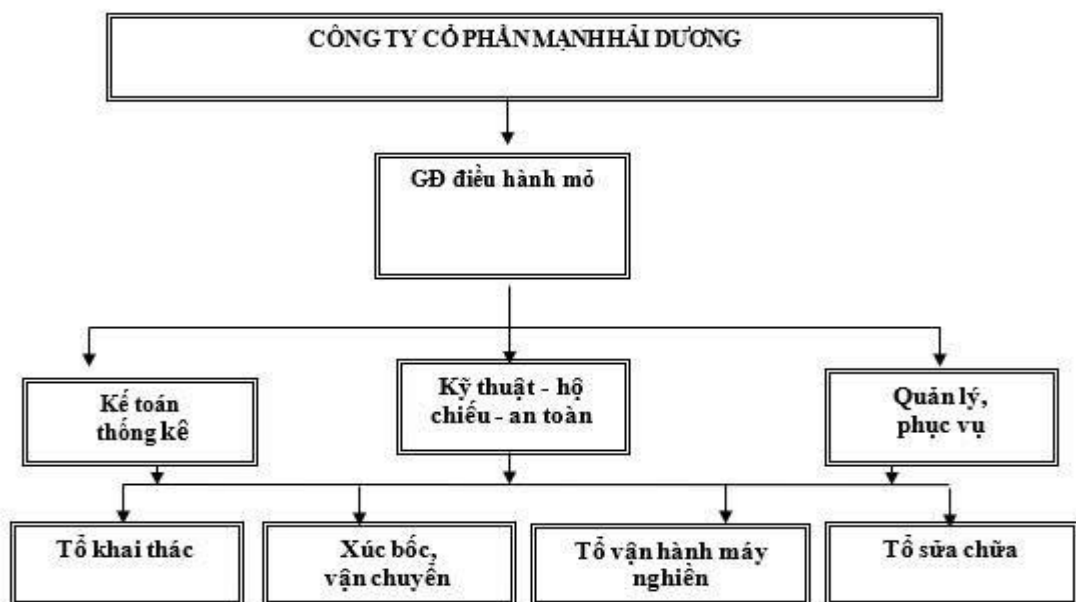 CÔNG TY CỔ PHẦN MẠNH HẢI DƯƠNG
GĐ điều hành mỏ
Kế toán
thống kê
Kỹ thuật - hộ
chiếu - an toàn
Quản lý,
phục vụ
Tổ khai thác
Xúc bốc,
vận chuyển
Tổ vận hành máy
nghiền
Tổ sửa chữa